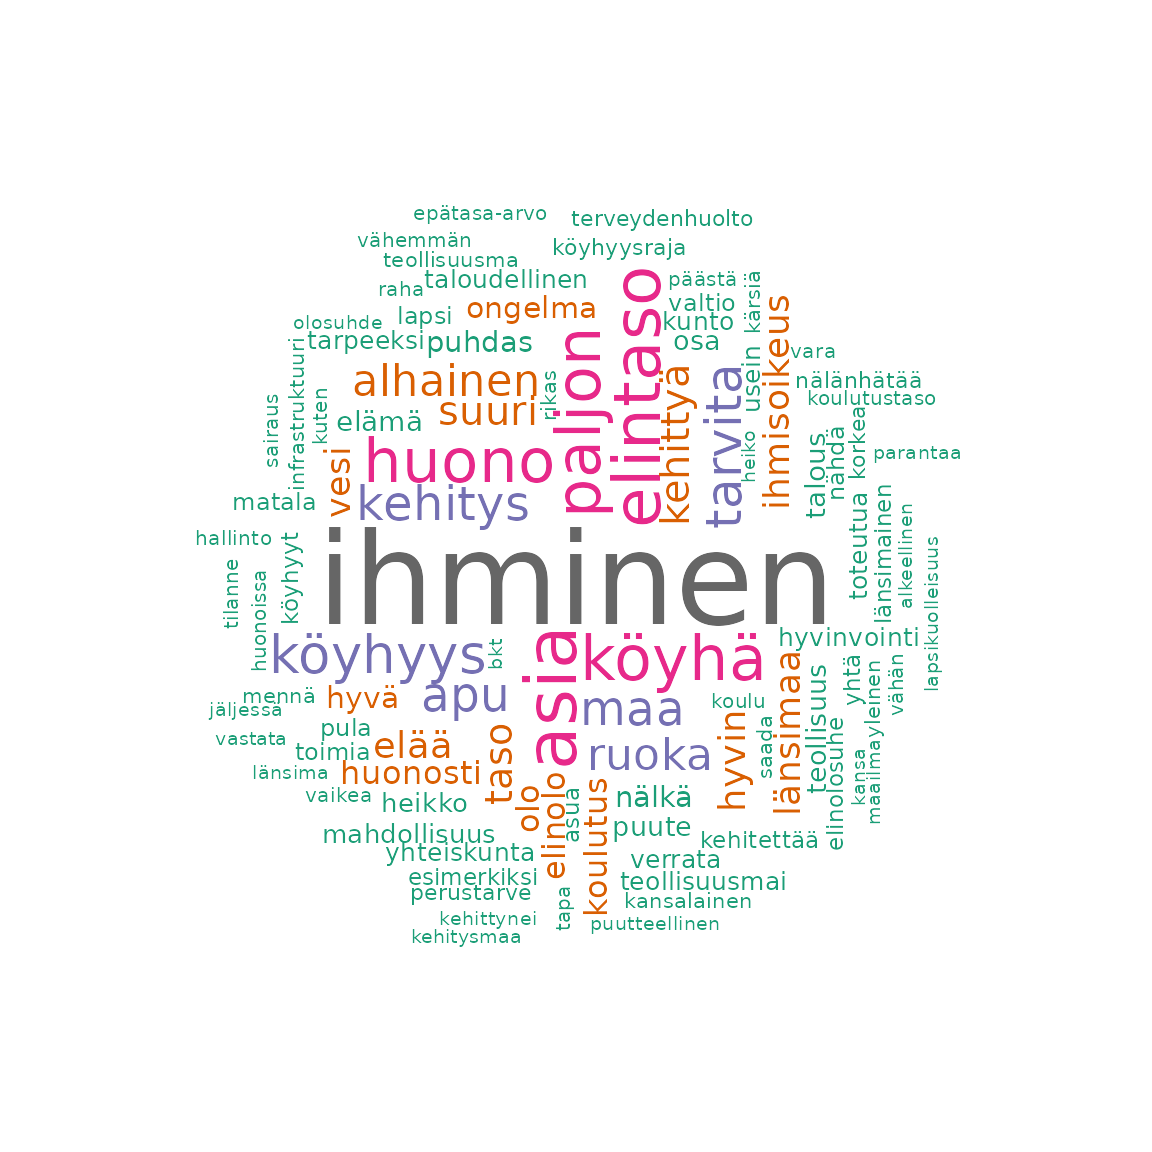 epätasa-arvo
terveydenhuolto
vähemmän
köyhyysraja
teollisuusma
taloudellinen
päästä
kärsiä
raha
ongelma
valtio
elintaso
ihmisoikeus
lapsi
kunto
olosuhde
tarpeeksi
puhdas
paljon
osa
vara
infrastruktuuri
alhainen
rikas
kehittyä
tarvita
usein
nälänhätää
kuten
koulutustaso
sairaus
elämä
suuri
talous
nähdä
korkea
heiko
parantaa
vesi
huono
matala
kehitys
toteutua
länsimainen
alkeellinen
hallinto
köyhyyt
ihminen
lapsikuolleisuus
tilanne
huonoissa
köyhyys
bkt
asia
köyhä
hyvinvointi
mennä
hyvä
apu
maa
koulu
länsimaa
teollisuus
yhtä
vähän
maailmayleinen
jäljessä
pula
vastata
toimia
elää
taso
ruoka
hyvin
saada
elinolosuhe
kansa
länsima
huonosti
vaikea
heikko
olo
elinolo
asua
koulutus
nälkä
mahdollisuus
puute
yhteiskunta
kehitettää
verrata
esimerkiksi
teollisuusmai
perustarve
tapa
kansalainen
kehittynei
puutteellinen
kehitysmaa